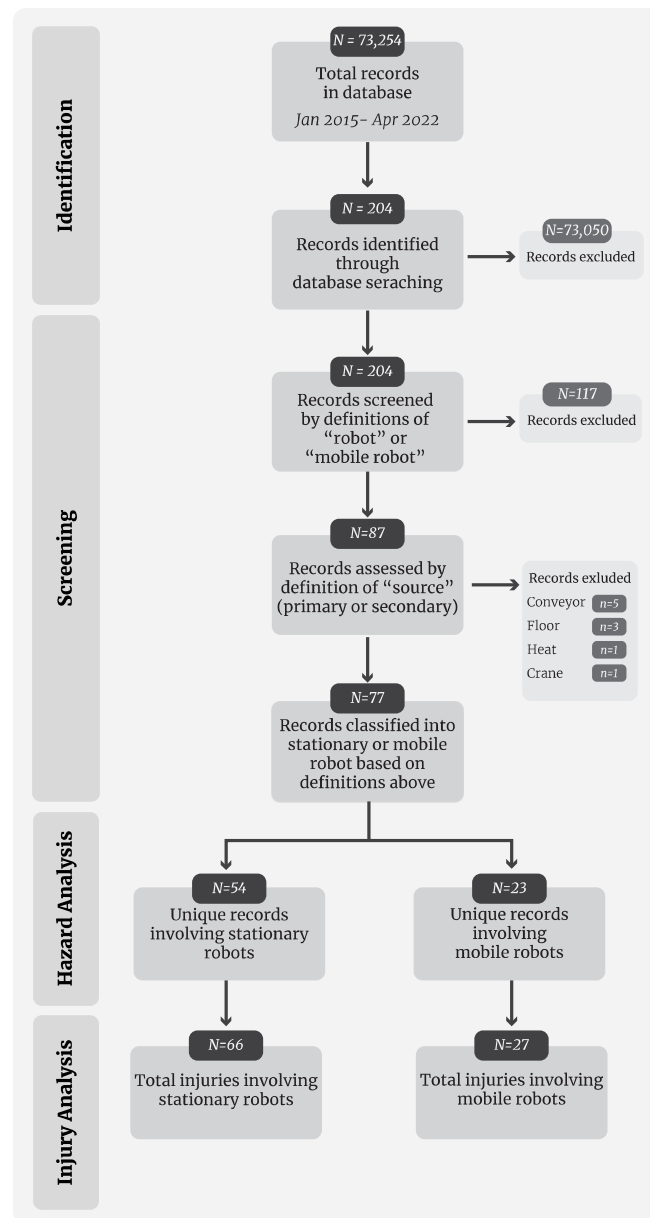 Identification
N = 73,254
Total records
in database
Jan 2015- Apr 2022
N = 204
Records identified
through
database seraching
N=73,050
Records excluded
Screening
N = 204
Records screened
by definitions of
“robot” or
“mobile robot”
N=117
Records excluded
N=87
Records assessed by
definition of “source”
(primary or secondary)
Records exluded
Conveyor n=5
Floor n=3
Heat n=1
Crane n=1
N=77
Records classified into
stationary or mobile
robot based on
definitions above
Hazard Analysis
N=54
Unique records
involving stationary
robots
N=23
Unique records
involving
mobile robots
Injury Analysis
N=66
Total injuries involving
stationary robots
N=27
Total injuries involving
mobile robots